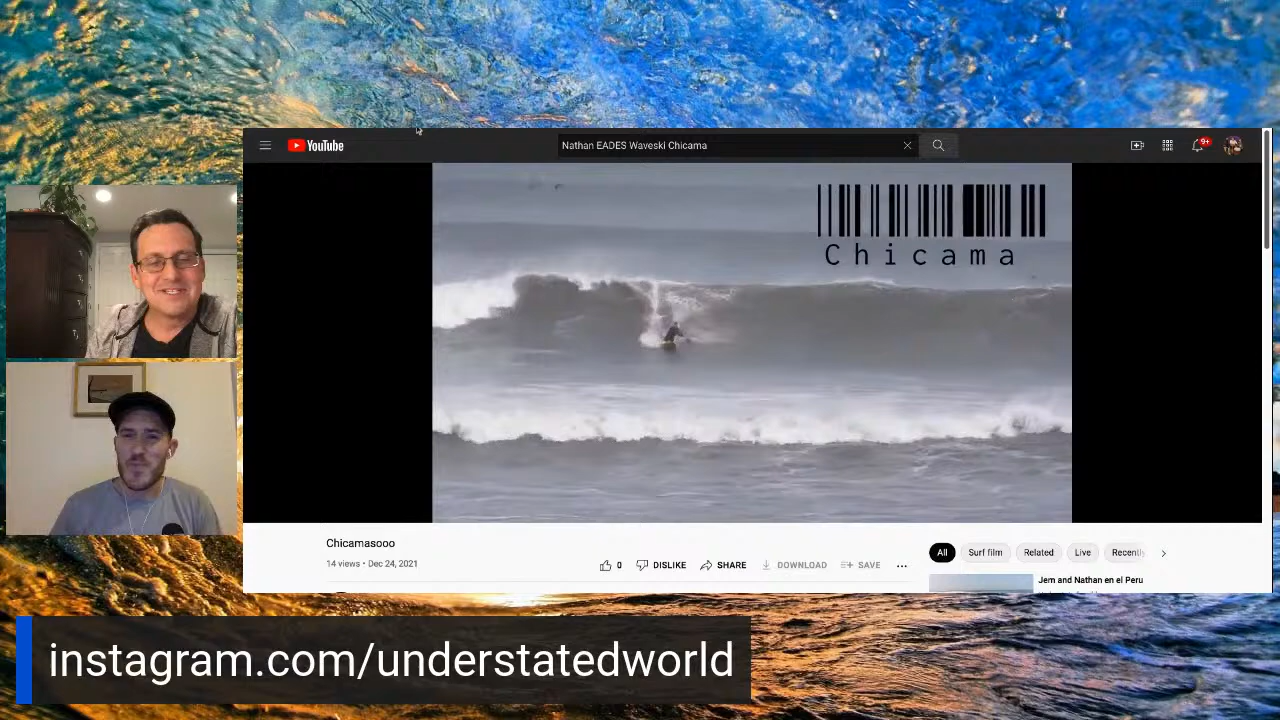 YouTube
Nathan EADES Waveski Chicama
9+
Chicama
Chicamasooo
14 views • Dec 24, 2021
0
DISLIKE
SHARE
DOWNLOAD
SAVE
All
Surf film
Related
Live
Recently
Jem and Nathan en el Peru
instagram.com/understatedworld